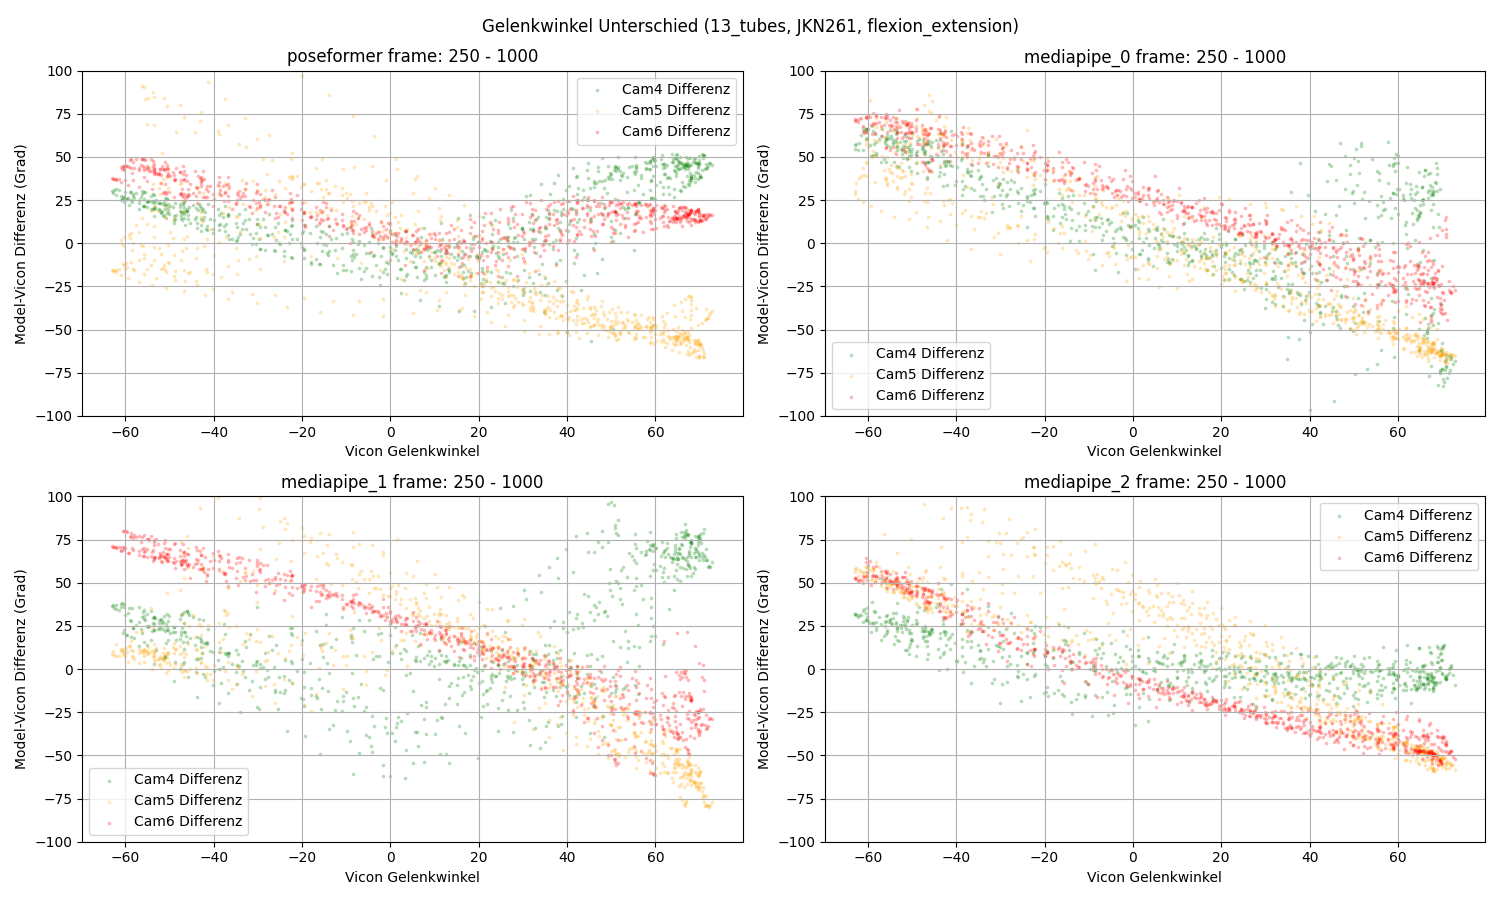 Gelenkwinkel Unterschied (13_tubes, JKN261, flexion_extension)
poseformer frame: 250 - 1000
100
75
50
25
0
−25
−50
−75
−100
Model-Vicon Differenz (Grad)
Cam4 Differenz
Cam5 Differenz
Cam6 Differenz
−60 −40 −20 0 20 40 60
Vicon Gelenkwinkel
mediapipe_0 frame: 250 - 1000
100
75
50
25
0
−25
−50
−75
−100
Model-Vicon Differenz (Grad)
Cam4 Differenz
Cam5 Differenz
Cam6 Differenz
−60 −40 −20 0 20 40 60
Vicon Gelenkwinkel
mediapipe_1 frame: 250 - 1000
100
75
50
25
0
−25
−50
−75
−100
Model-Vicon Differenz (Grad)
Cam4 Differenz
Cam5 Differenz
Cam6 Differenz
−60 −40 −20 0 20 40 60
Vicon Gelenkwinkel
mediapipe_2 frame: 250 - 1000
100
75
50
25
0
−25
−50
−75
−100
Model-Vicon Differenz (Grad)
Cam4 Differenz
Cam5 Differenz
Cam6 Differenz
−60 −40 −20 0 20 40 60
Vicon Gelenkwinkel